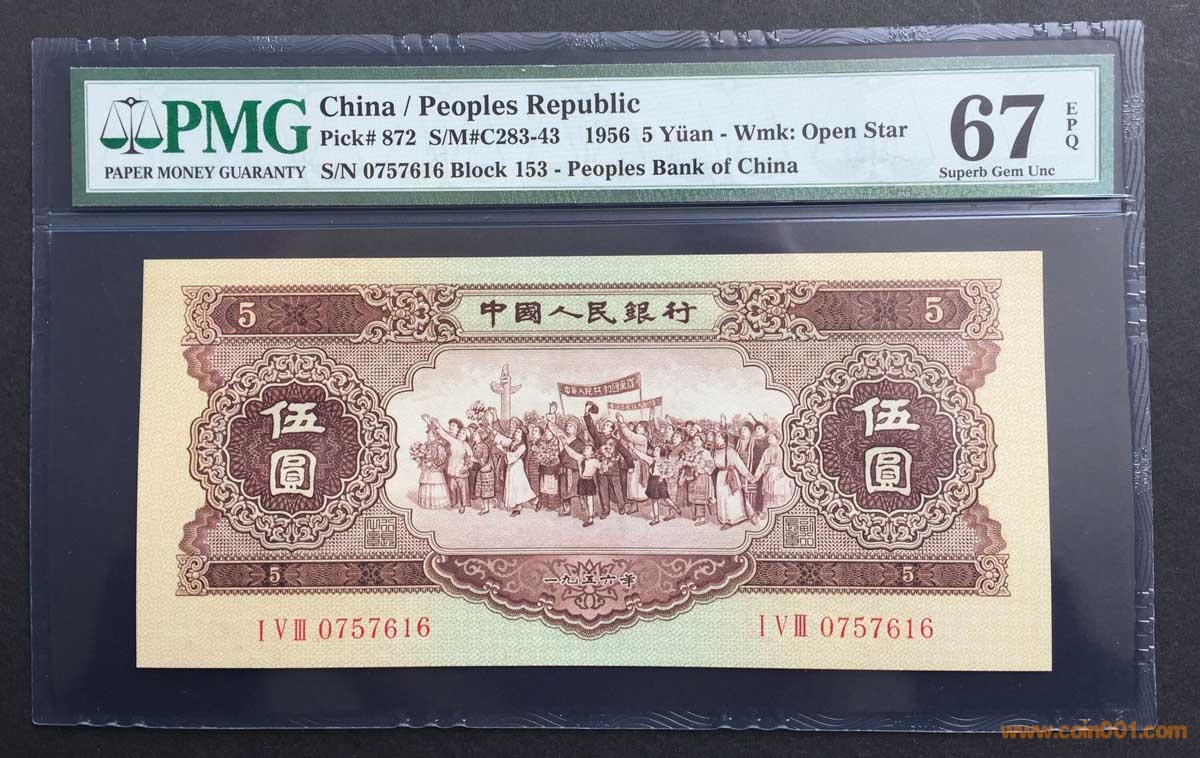 PMG
PAPER MONEY GUARANTY
China / Peoples Republic
Pick# 872 S/M#C283-43 1956 5 Yüan - Wmk: Open Star
S/N 0757616 Block 153 - Peoples Bank of China
67
EPQ
Superb Gem Unc
5
中國人民銀行
5
伍圓
伍圓
5
一九五六年
5
I V III 0757616
I V III 0757616
www.coin001.com